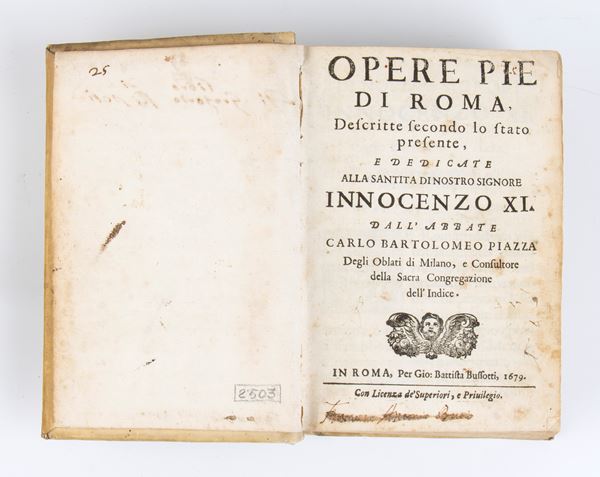 25
2503
OPERE PIE
DI ROMA,
Deſcritte ſecondo lo ſtato
preſente,
E DEDICATE
ALLA SANTITA DI NOSTRO SIGNORE
INNOCENZO XI.
DALL'ABBATE
CARLO BARTOLOMEO PIAZZA
Degli Oblati di Milano, e Conſultore
della Sacra Congregazione
dell'Indice.
IN ROMA, Per Gio: Battiſta Buſſotti, 1679.
Con Licenza de' Superiori, e Priuilegio.